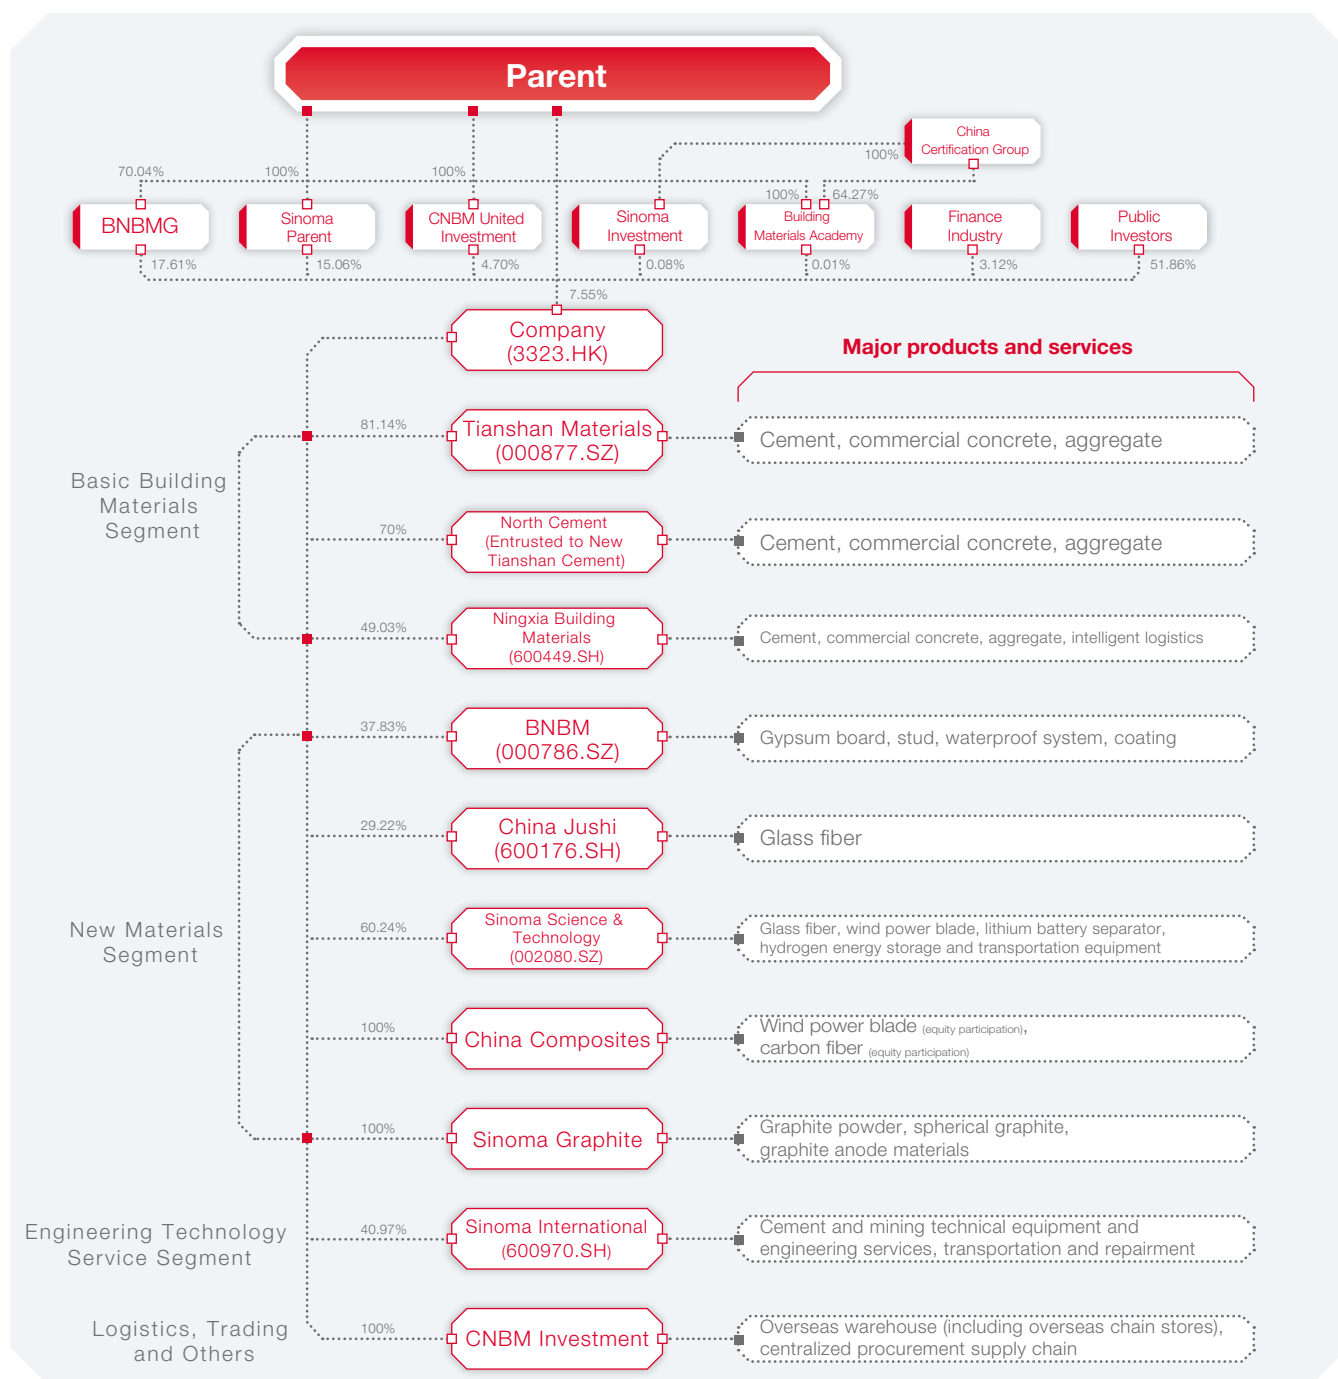 Parent
China
Certification Group
100%
70.04%
100%
100%
100%
64.27%
BNBMG
Sinoma
Parent
CNBM United
Investment
Sinoma
Investment
Building
Materials Academy
Finance
Industry
Public
Investors
17.61%
15.06%
4.70%
0.08%
0.01%
3.12%
51.86%
7.55%
Company
(3323.HK)
Major products and services
Basic Building
Materials
Segment
81.14%
Tianshan Materials
(000877.SZ)
Cement, commercial concrete, aggregate
70%
North Cement
(Entrusted to New
Tianshan Cement)
Cement, commercial concrete, aggregate
49.03%
Ningxia Building
Materials
(600449.SH)
Cement, commercial concrete, aggregate, intelligent logistics
New Materials
Segment
37.83%
BNBM
(000786.SZ)
Gypsum board, stud, waterproof system, coating
29.22%
China Jushi
(600176.SH)
Glass fiber
60.24%
Sinoma Science &
Technology
(002080.SZ)
Glass fiber, wind power blade, lithium battery separator,
hydrogen energy storage and transportation equipment
100%
China Composites
Wind power blade (equity participation),
carbon fiber (equity participation)
100%
Sinoma Graphite
Graphite powder, spherical graphite,
graphite anode materials
Engineering Technology
Service Segment
40.97%
Sinoma International
(600970.SH)
Cement and mining technical equipment and
engineering services, transportation and repairment
Logistics, Trading
and Others
100%
CNBM Investment
Overseas warehouse (including overseas chain stores),
centralized procurement supply chain